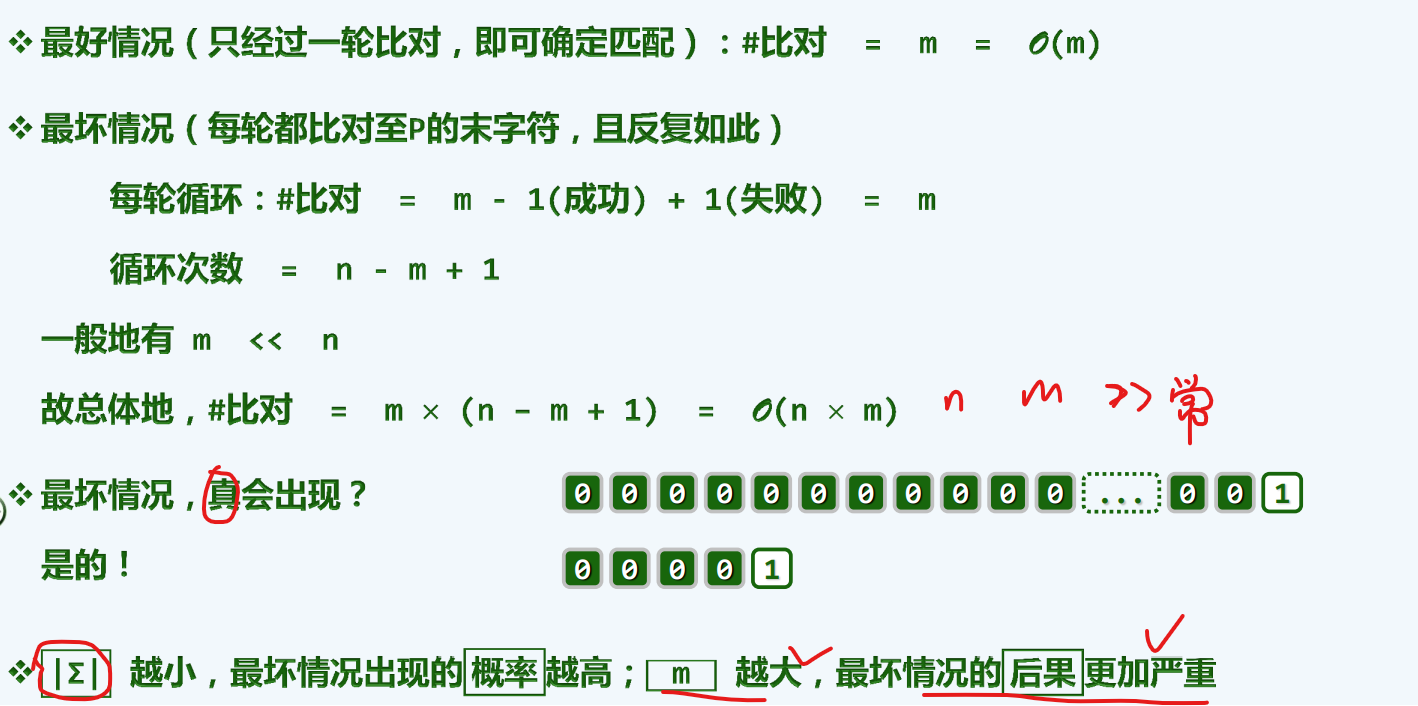 ❖ 最好情况（只经过一轮比对，即可确定匹配）：#比对 = m = O(m)
❖ 最坏情况（每轮都比对至P的末字符，且反复如此）
每轮循环：#比对 = m - 1(成功) + 1(失败) = m
循环次数 = n - m + 1
一般地有 m << n
故总体地，#比对 = m × (n - m + 1) = O(n × m) n m >> 常
❖ 最坏情况，真会出现？ 0 0 0 0 0 0 0 0 0 0 0 ... 0 0 1
是的！ 0 0 0 0 1
❖ |Σ| 越小，最坏情况出现的概率越高； m 越大，最坏情况的后果更加严重